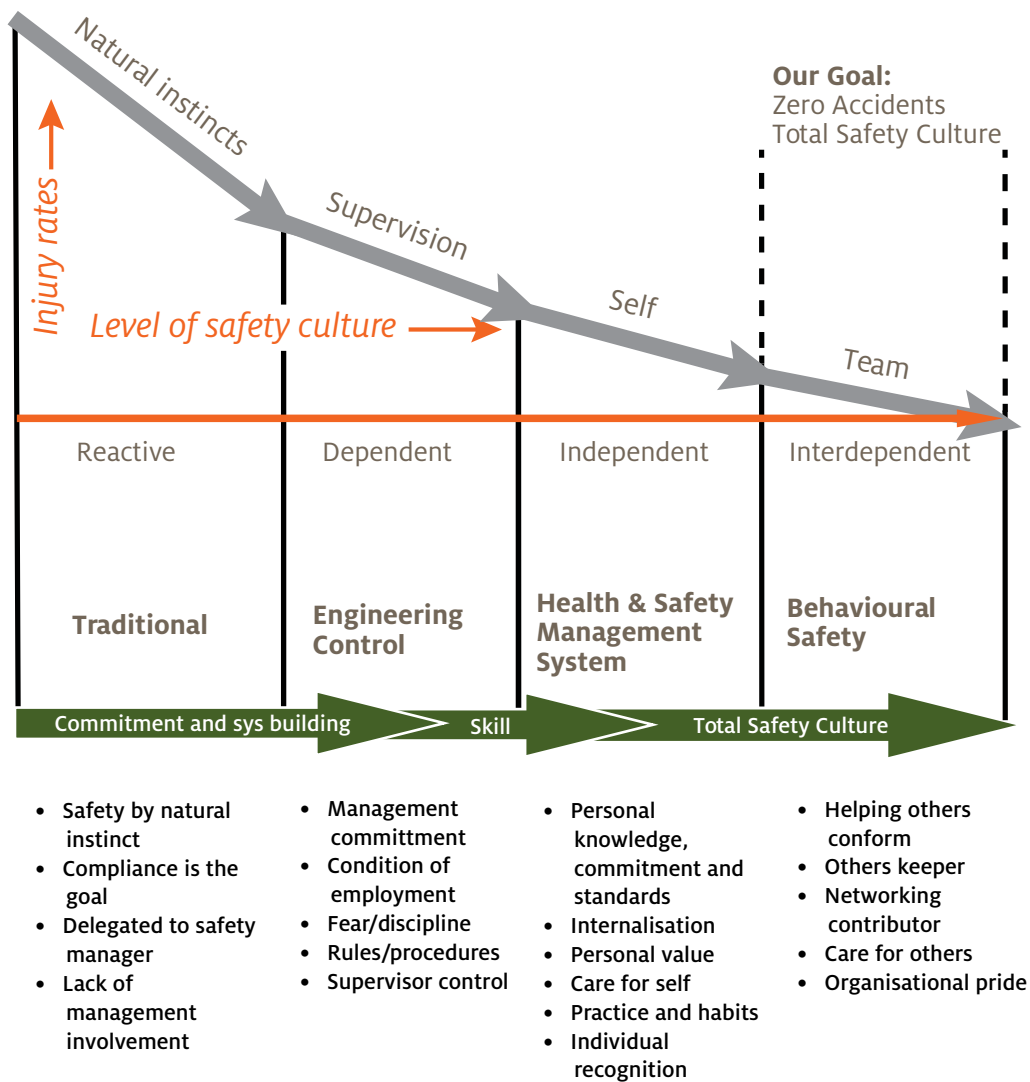 Natural instincts
Our Goal:
Zero Accidents
Total Safety Culture
Injury rates
Supervision
Level of safety culture
Self
Team
Reactive
Dependent
Independent
Interdependent
Traditional
Engineering
Control
Health & Safety
Management
System
Behavioural
Safety
Commitment and sys building
Skill
Total Safety Culture
• Safety by natural
instinct
• Compliance is the
goal
• Delegated to safety
manager
• Lack of
management
involvement
• Management
committment
• Condition of
employment
• Fear/discipline
• Rules/procedures
• Supervisor control
• Personal
knowledge,
commitment and
standards
• Internalisation
• Personal value
• Care for self
• Practice and habits
• Individual
recognition
• Helping others
conform
• Others keeper
• Networking
contributor
• Care for others
• Organisational pride